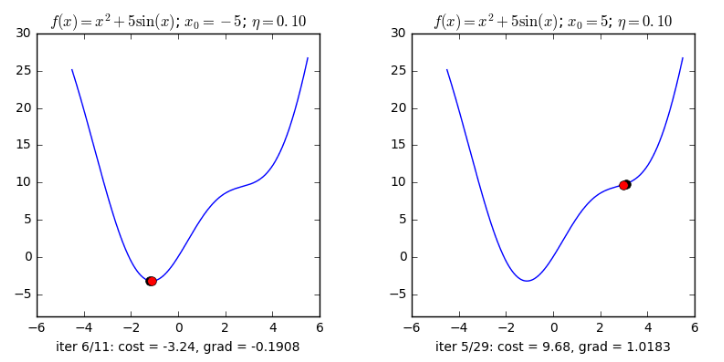 f(x) = x² + 5sin(x); x₀ = −5; η = 0.10
30
25
20
15
10
5
0
−5
−6 −4 −2 0 2 4 6
iter 6/11: cost = -3.24, grad = -0.1908
f(x) = x² + 5sin(x); x₀ = 5; η = 0.10
30
25
20
15
10
5
0
−5
−6 −4 −2 0 2 4 6
iter 5/29: cost = 9.68, grad = 1.0183